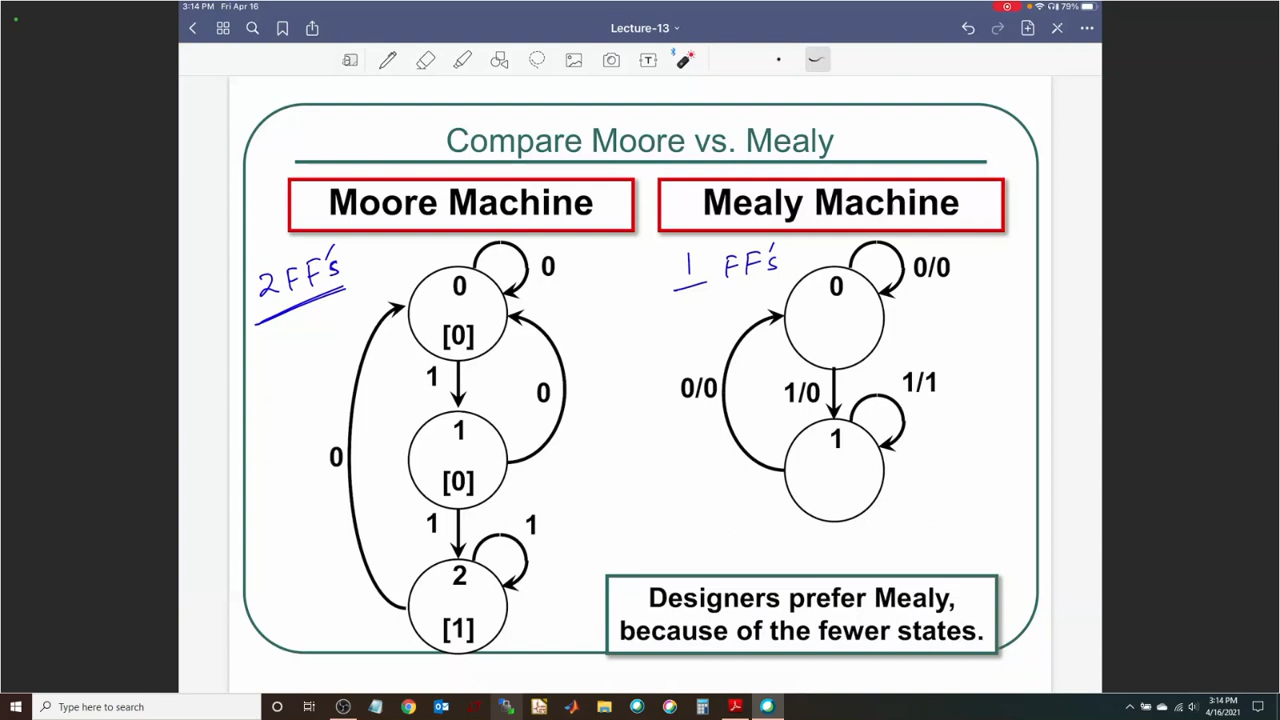 3:14 PM Fri Apr 16
79%
Lecture-13
T
Compare Moore vs. Mealy
Moore Machine
Mealy Machine
2 FF's
1 FF's
0
[0]
0
1
0
1
[0]
0
1
1
2
[1]
0
0/0
0/0
1/0
1/1
1
Designers prefer Mealy,
because of the fewer states.
Type here to search
3:14 PM
4/16/2021